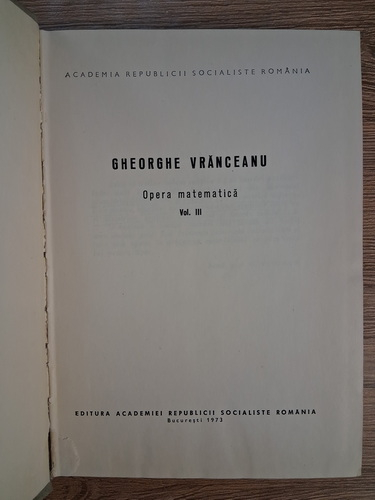 ACADEMIA REPUBLICII SOCIALISTE ROMÂNIA
GHEORGHE VRĂNCEANU
Opera matematică
Vol. III
EDITURA ACADEMIEI REPUBLICII SOCIALISTE ROMÂNIA
București 1973